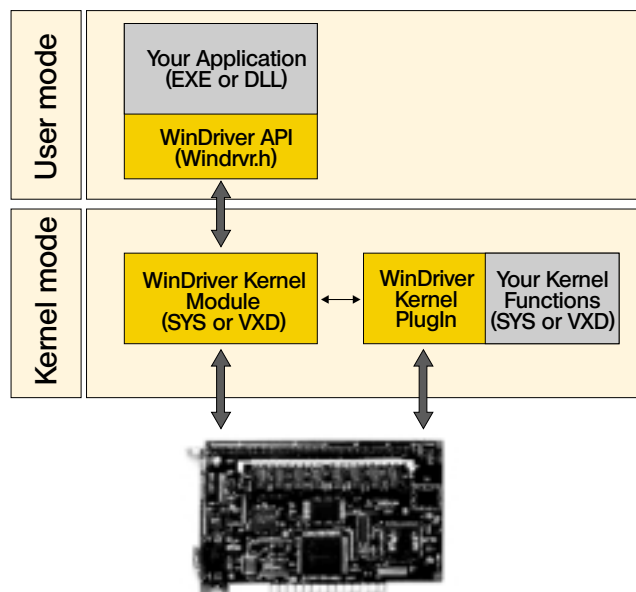 User mode
Your Application
(EXE or DLL)
WinDriver API
(Windrvr.h)
Kernel mode
WinDriver Kernel
Module
(SYS or VXD)
WinDriver
Kernel
PlugIn
Your Kernel
Functions
(SYS or VXD)